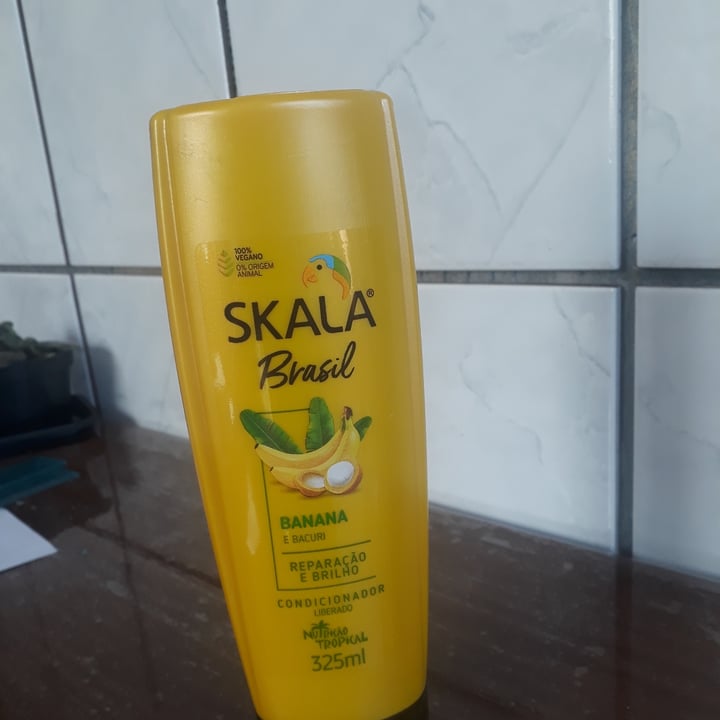 100%
VEGANO
0% ORIGEM
ANIMAL
SKALA®
Brasil
BANANA
E BACURI
REPARAÇÃO
E BRILHO
CONDICIONADOR
LIBERADO
NUTRIÇÃO
TROPICAL
325ml